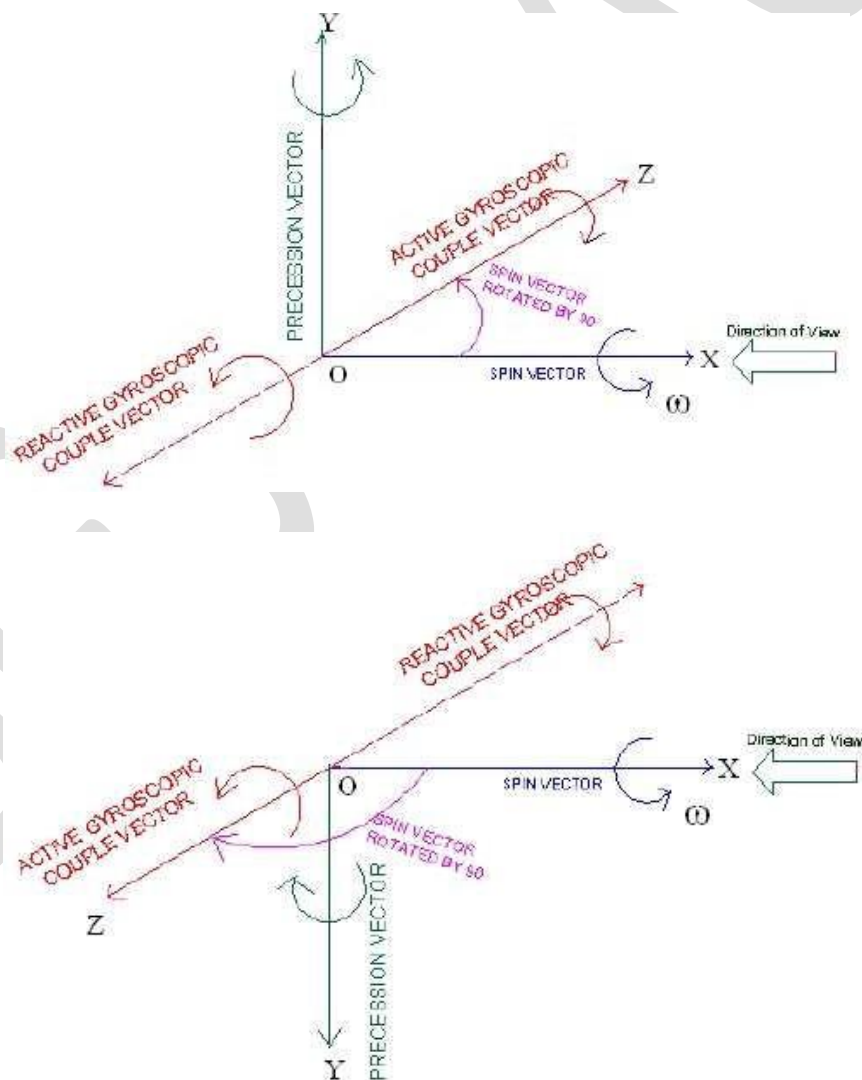 Y
PRECESSION VECTOR
ACTIVE GYROSCOPIC
COUPLE VECTOR
Z
SPIN VECTOR
ROTATED BY 90
Direction of View
X
O
SPIN VECTOR
ω
REACTIVE GYROSCOPIC
COUPLE VECTOR
REACTIVE GYROSCOPIC
COUPLE VECTOR
Direction of View
X
O
SPIN VECTOR
ω
ACTIVE GYROSCOPIC
COUPLE VECTOR
SPIN VECTOR
ROTATED BY 90
Z
PRECESSION VECTOR
Y